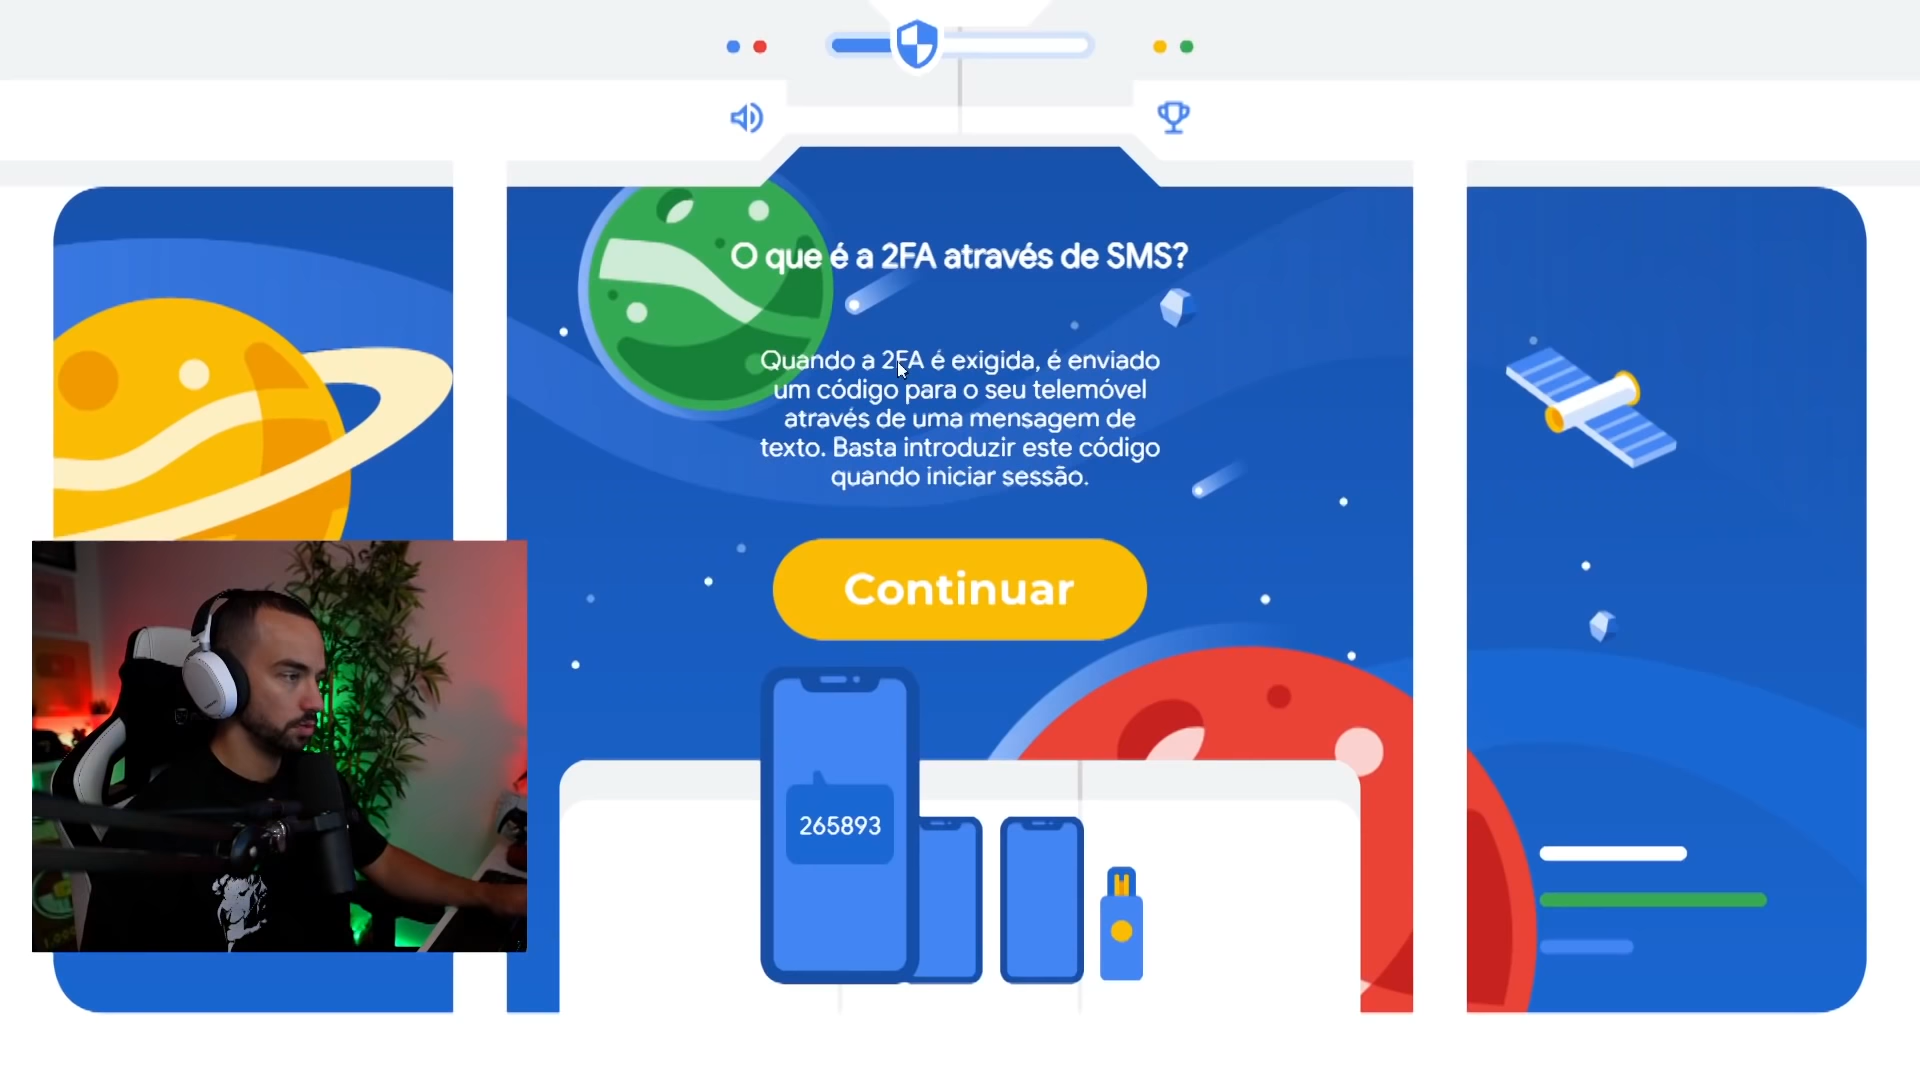 O que é a 2FA através de SMS?
Quando a 2FA é exigida, é enviado
um código para o seu telemóvel
através de uma mensagem de
texto. Basta introduzir este código
quando iniciar sessão.
Continuar
265893